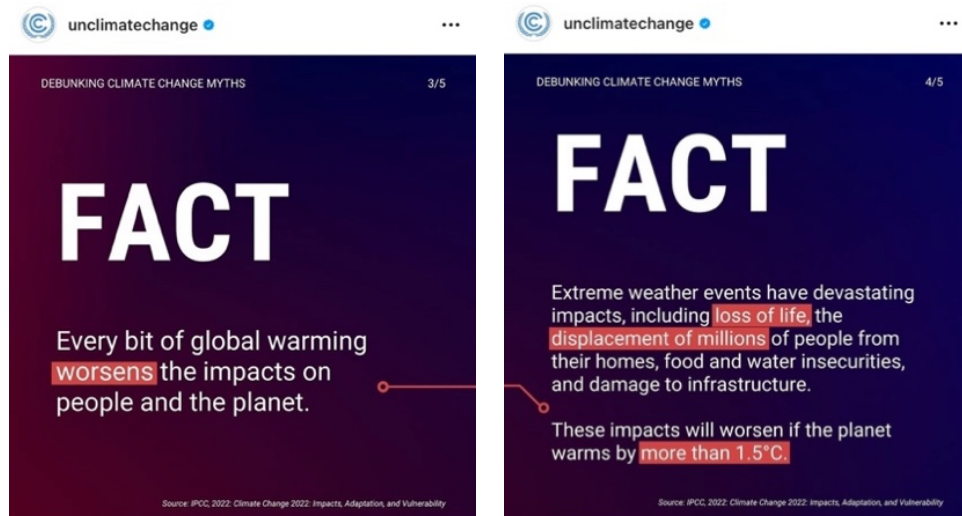 unclimatechange
DEBUNKING CLIMATE CHANGE MYTHS
3/5
FACT
Every bit of global warming
worsens the impacts on
people and the planet.
Source: IPCC, 2022: Climate Change 2022: Impacts, Adaptation, and Vulnerability
unclimatechange
DEBUNKING CLIMATE CHANGE MYTHS
4/5
FACT
Extreme weather events have devastating
impacts, including loss of life, the
displacement of millions of people from
their homes, food and water insecurities,
and damage to infrastructure.
These impacts will worsen if the planet
warms by more than 1.5°C.
Source: IPCC, 2022: Climate Change 2022: Impacts, Adaptation, and Vulnerability